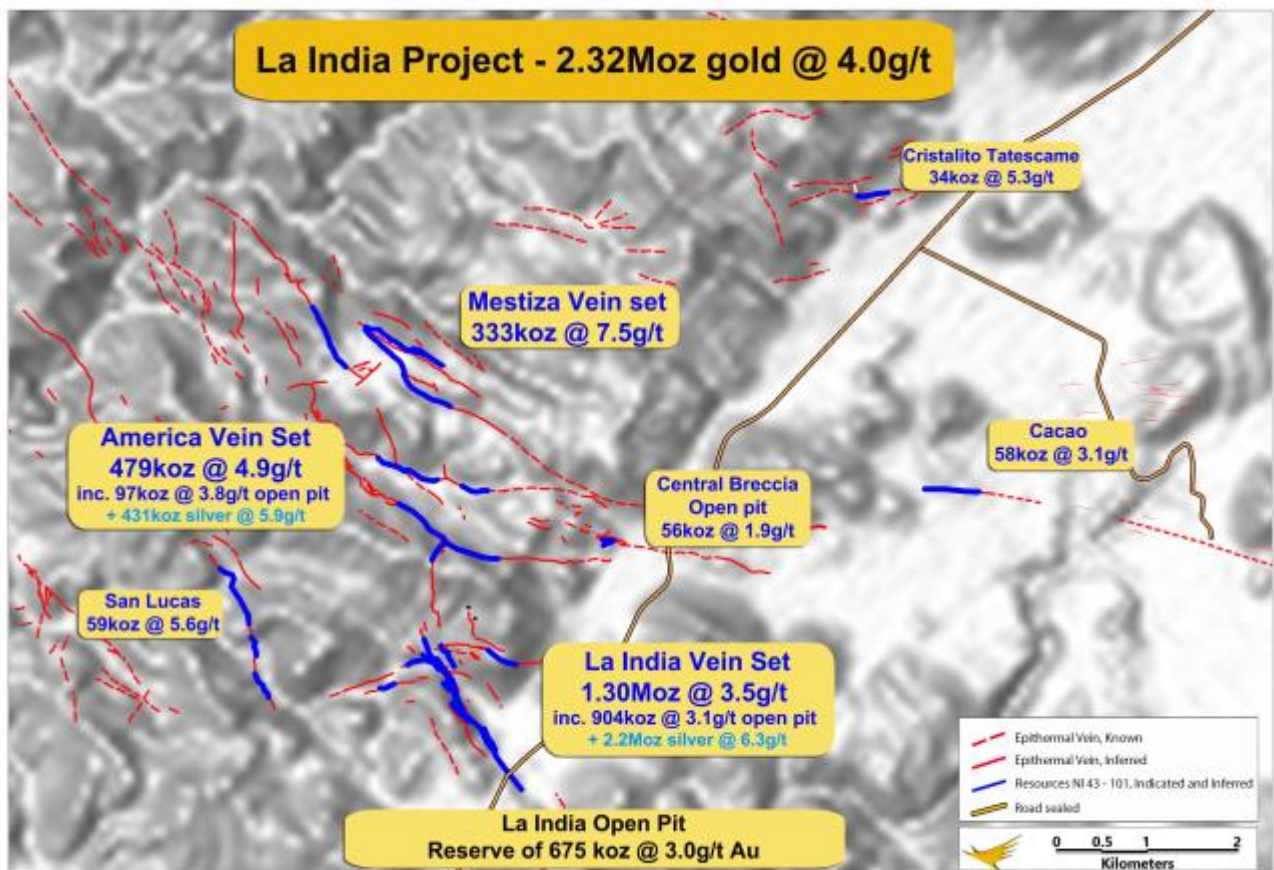 La India Project - 2.32Moz gold @ 4.0g/t
Cristalito Tatescame
34koz @ 5.3g/t
Mestiza Vein set
333koz @ 7.5g/t
America Vein Set
479koz @ 4.9g/t
inc. 97koz @ 3.8g/t open pit
+ 431koz silver @ 5.9g/t
Cacao
58koz @ 3.1g/t
Central Breccia
Open pit
56koz @ 1.9g/t
San Lucas
59koz @ 5.6g/t
La India Vein Set
1.30Moz @ 3.5g/t
inc. 904koz @ 3.1g/t open pit
+ 2.2Moz silver @ 6.3g/t
La India Open Pit
Reserve of 675 koz @ 3.0g/t Au
Epithermal Vein, Known
Epithermal Vein, Inferred
Resources NI 43 - 101, Indicated and Inferred
Road sealed
0 0.5 1 2
Kilometers